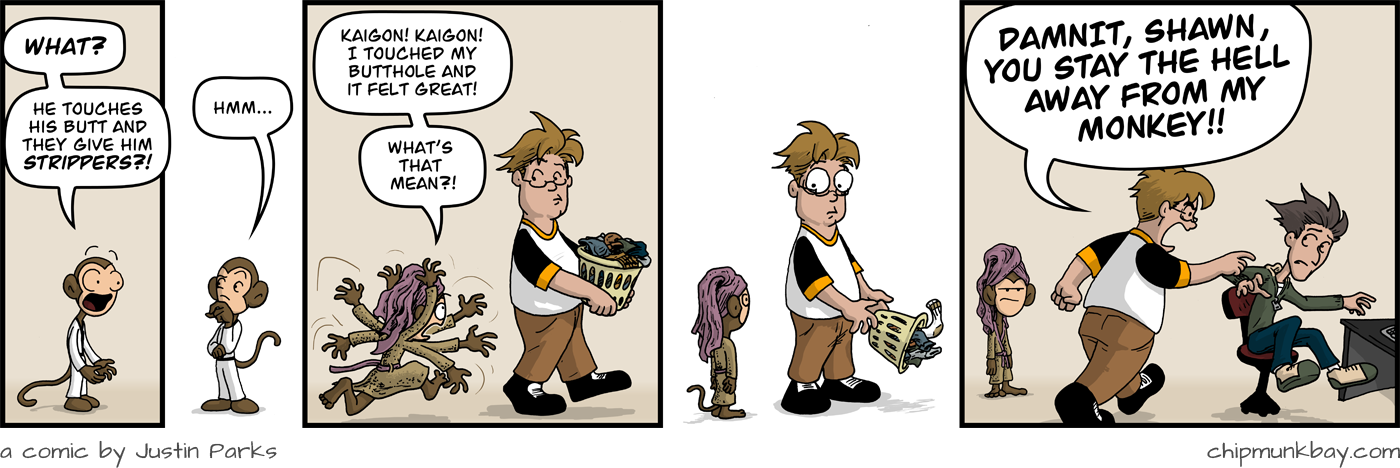 WHAT?
HE TOUCHES
HIS BUTT AND
THEY GIVE HIM
STRIPPERS?!
HMM...
KAIGON! KAIGON!
I TOUCHED MY
BUTTHOLE AND
IT FELT GREAT!
WHAT'S
THAT
MEAN?!
DAMNIT, SHAWN,
YOU STAY THE HELL
AWAY FROM MY
MONKEY!!
a comic by Justin Parks
chipmunkbay.com